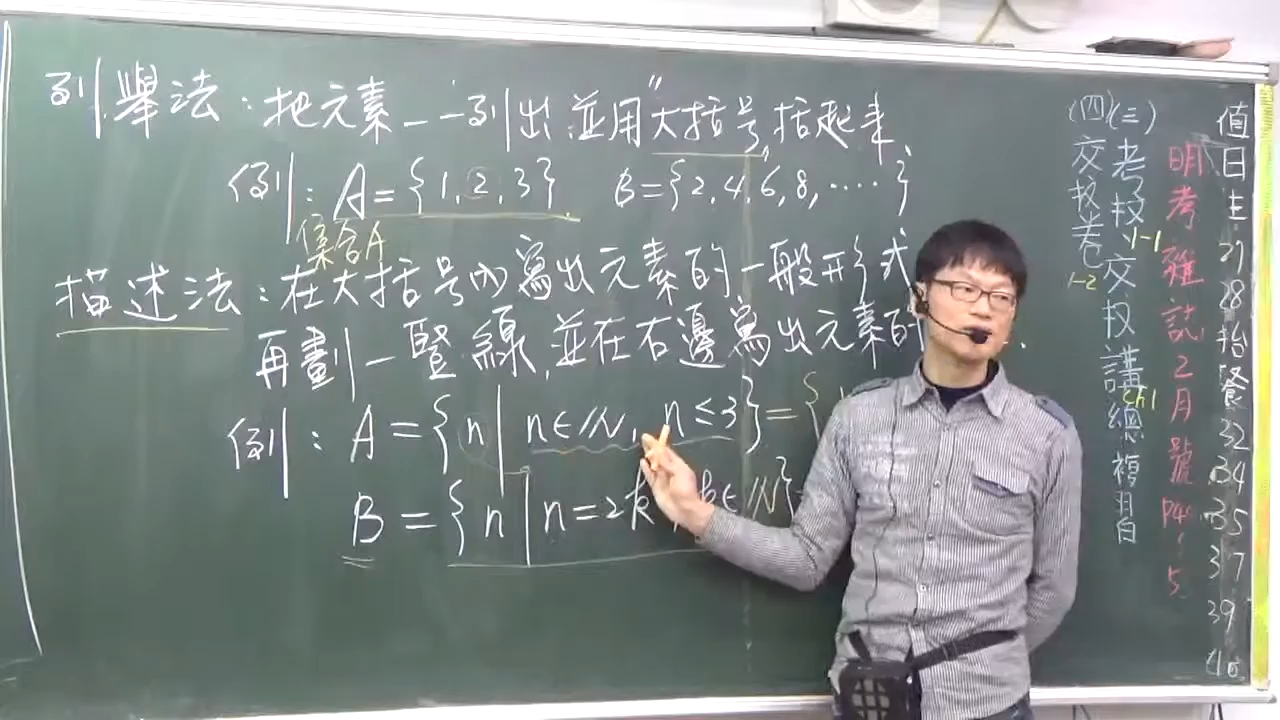 列舉法：把元素一一列出，並用"大括号"括起來、
例：A={1,2,3}　B={2,4,6,8,‥‥}
集合A
描述法：在大括号內寫出元素的一般形式
再劃一豎線，並在右邊寫出元素的
例：A={n|n∈N, n≤3}={
B={n|n=2k, k∈N}=
(四)交校卷
1-2
(三)考校
1-1
交校講
ch1
總複習
明考雜誌2月號P4
5
值日生
27
28
抬餐
32
34
35
37
39
40